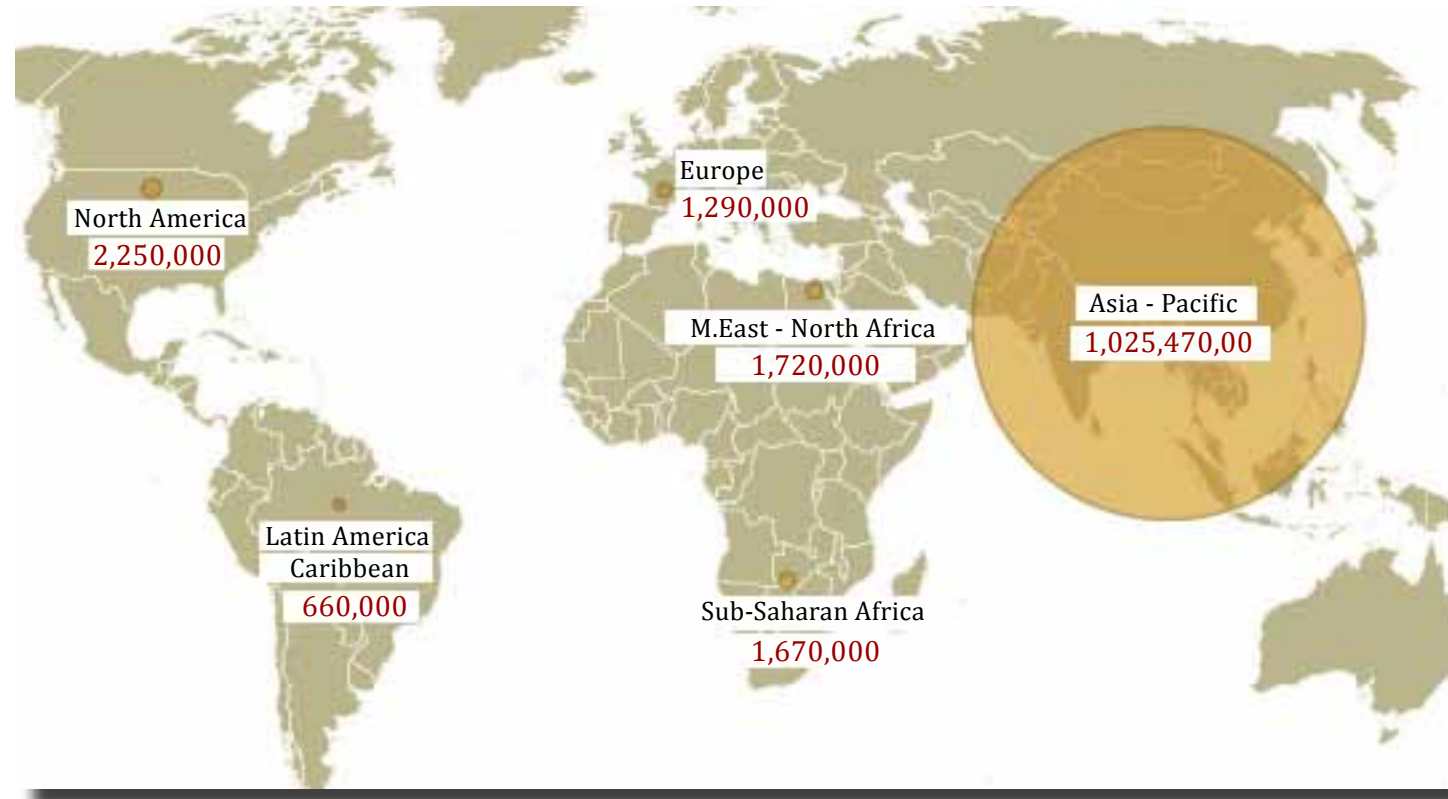 Europe
1,290,000
North America
2,250,000
Asia - Pacific
1,025,470,00
M.East - North Africa
1,720,000
Latin America
Caribbean
660,000
Sub-Saharan Africa
1,670,000